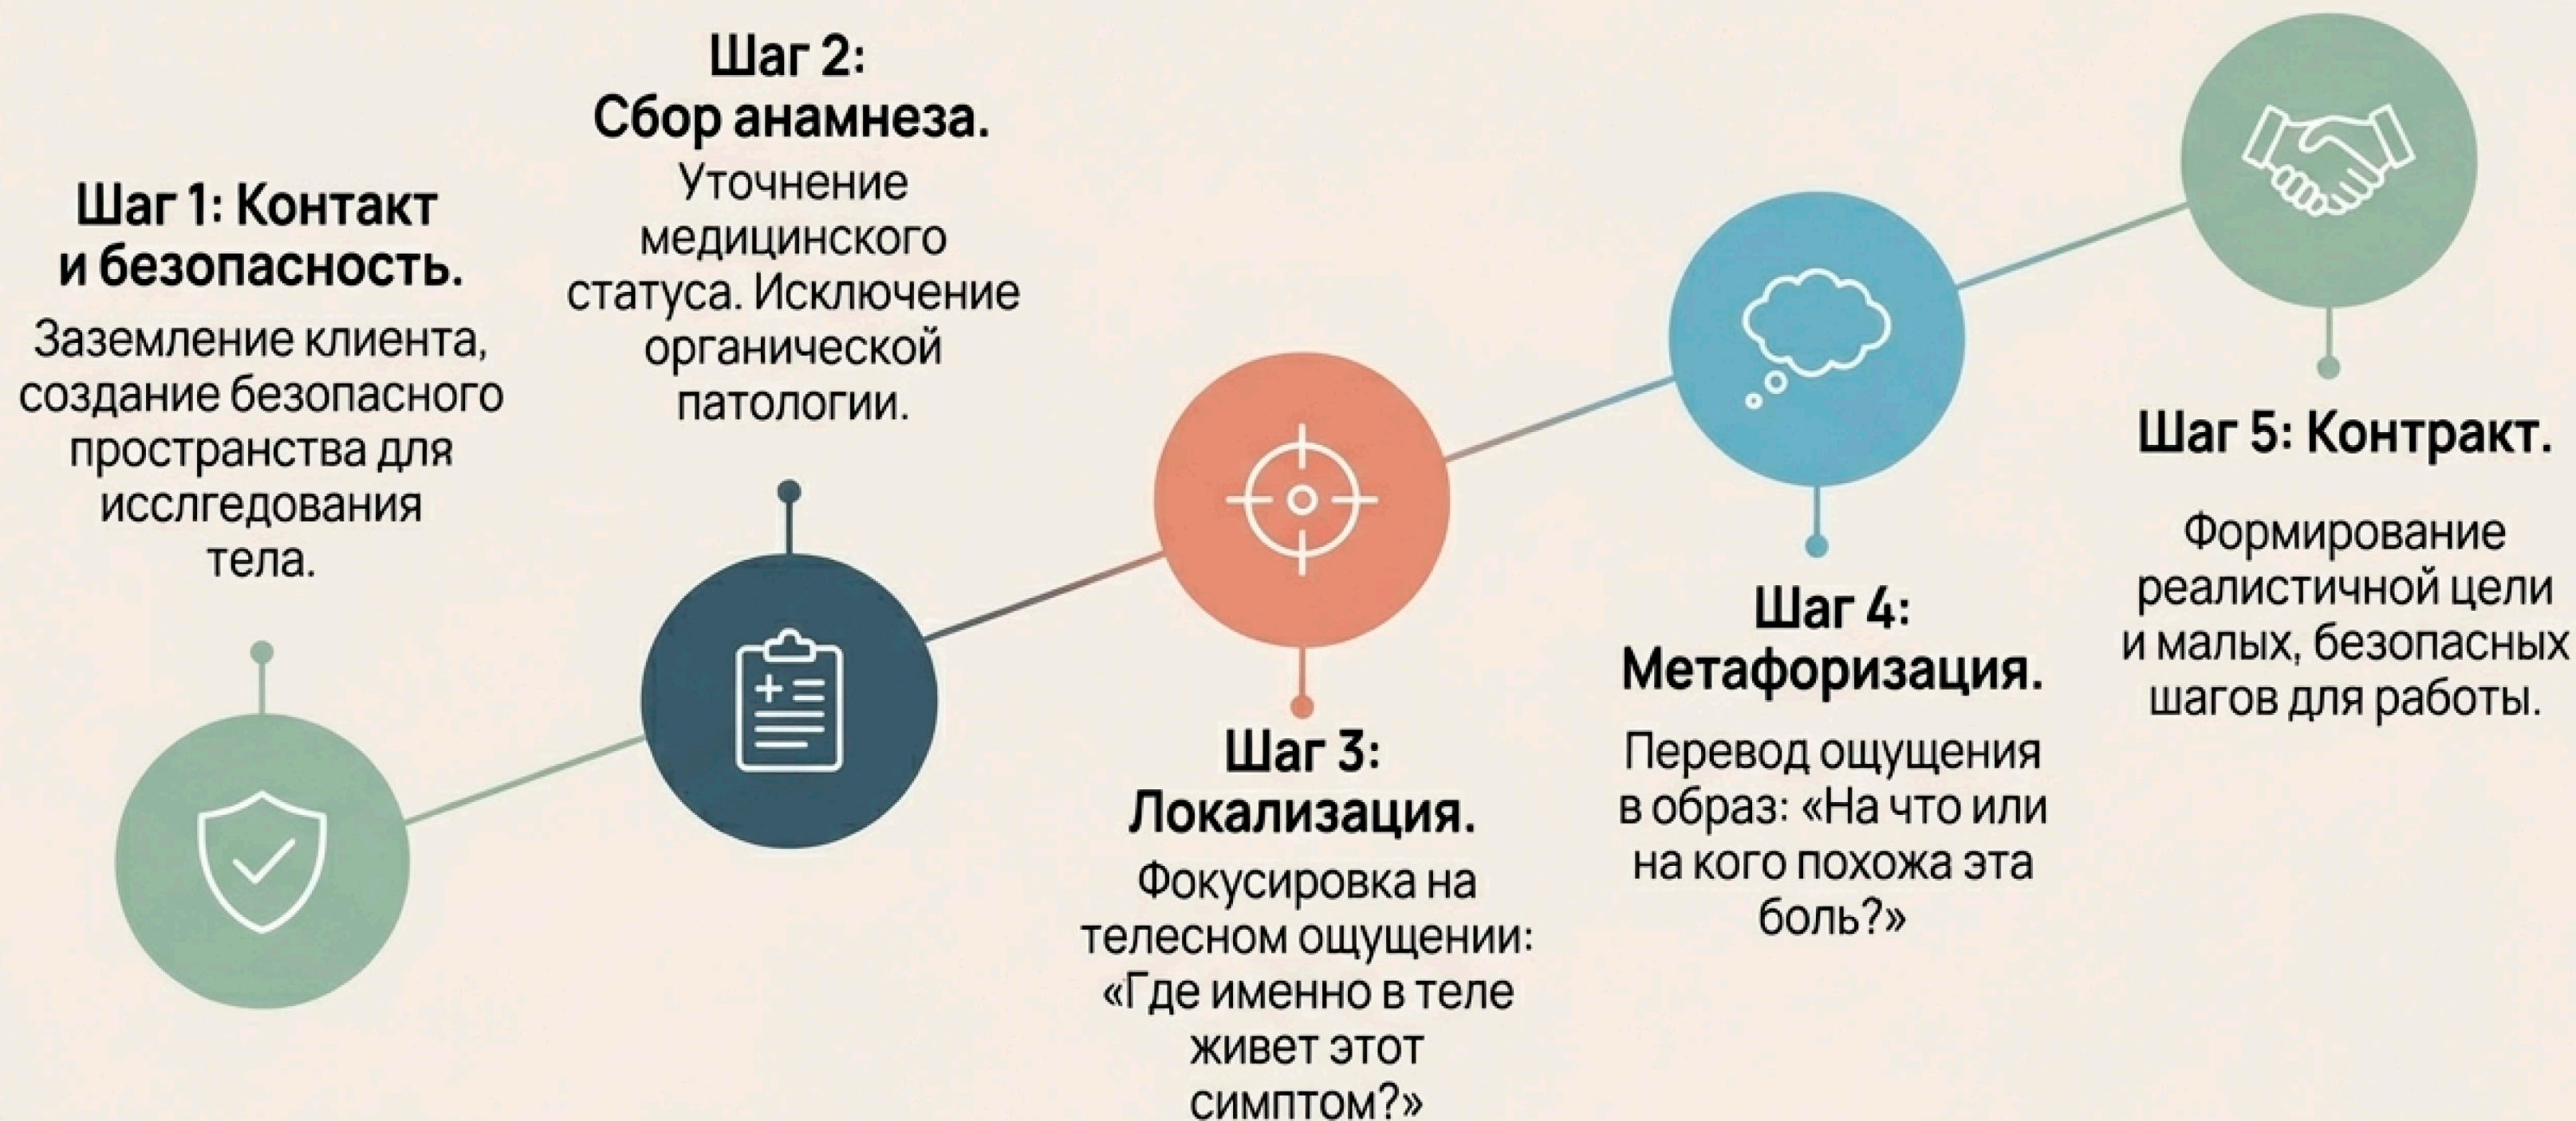 Шаг 1: Контакт
и безопасность.
Заземление клиента,
создание безопасного
пространства для
исслгедования
тела.
Шаг 2:
Сбор анамнеза.
Уточнение
медицинского
статуса. Исключение
органической
патологии.
Шаг 3:
Локализация.
Фокусировка на
телесном ощущении:
«Где именно в теле
живет этот
симптом?»
Шаг 4:
Метафоризация.
Перевод ощущения
в образ: «На что или
на кого похожа эта
боль?»
Шаг 5: Контракт.
Формирование
реалистичной цели
и малых, безопасных
шагов для работы.